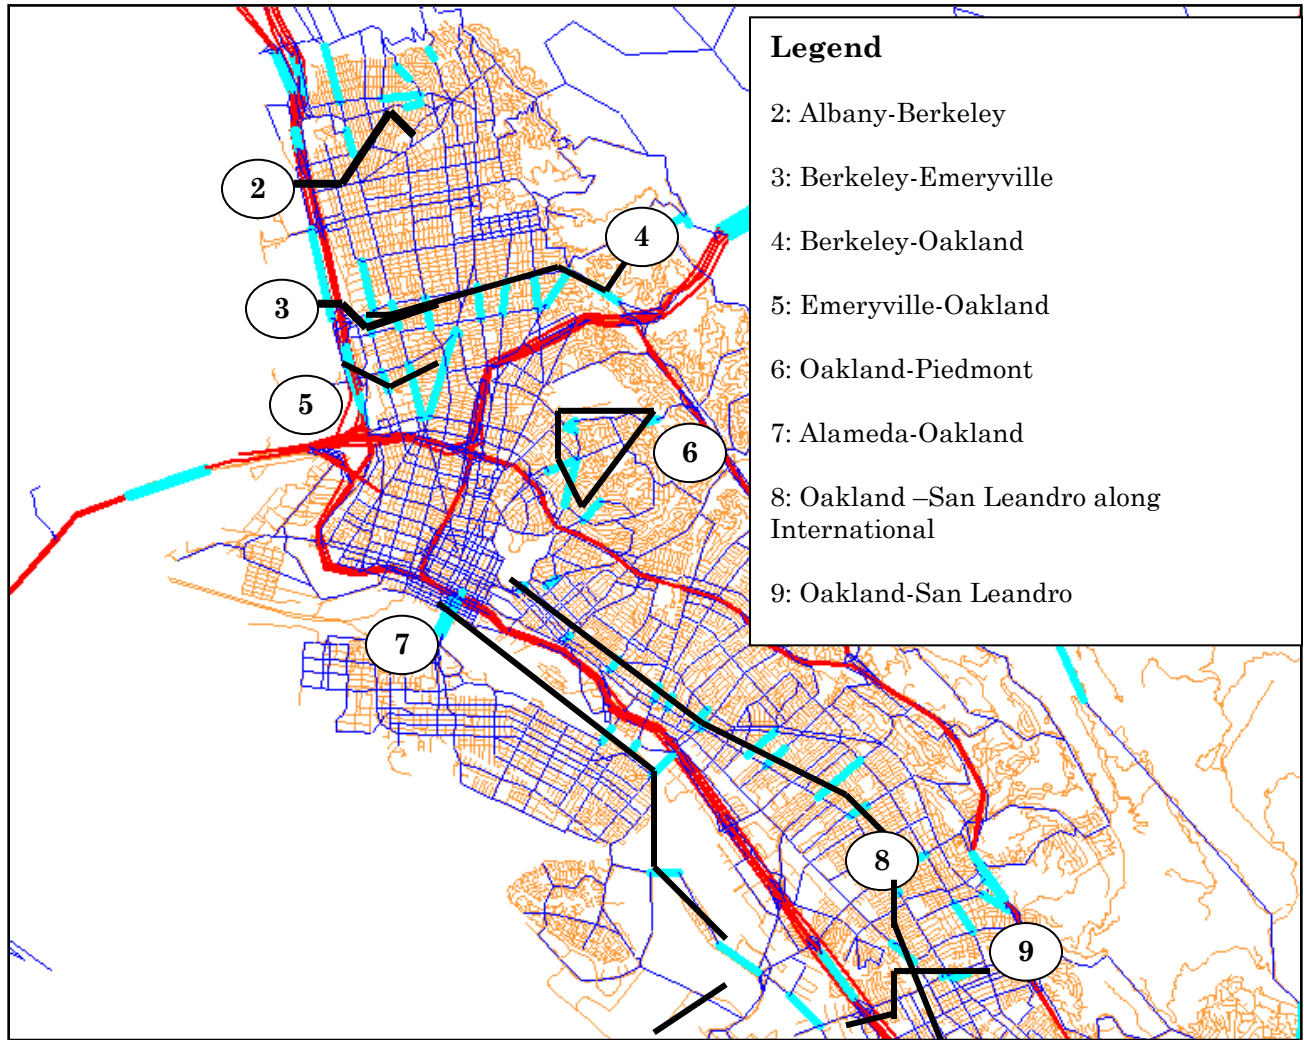 Legend
2: Albany-Berkeley
3: Berkeley-Emeryville
4: Berkeley-Oakland
5: Emeryville-Oakland
6: Oakland-Piedmont
7: Alameda-Oakland
8: Oakland –San Leandro along
International
9: Oakland-San Leandro
2
4
3
5
6
7
8
9